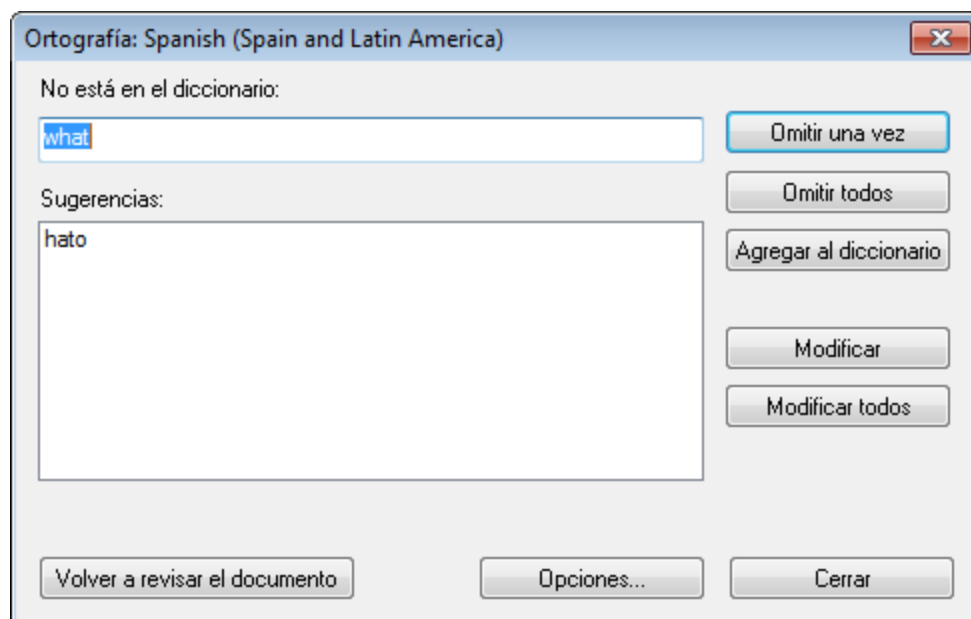 Ortografía: Spanish (Spain and Latin America)
No está en el diccionario:
what
Omitir una vez
Sugerencias:
Omitir todos
hato
Agregar al diccionario
Modificar
Modificar todos
Volver a revisar el documento
Opciones...
Cerrar